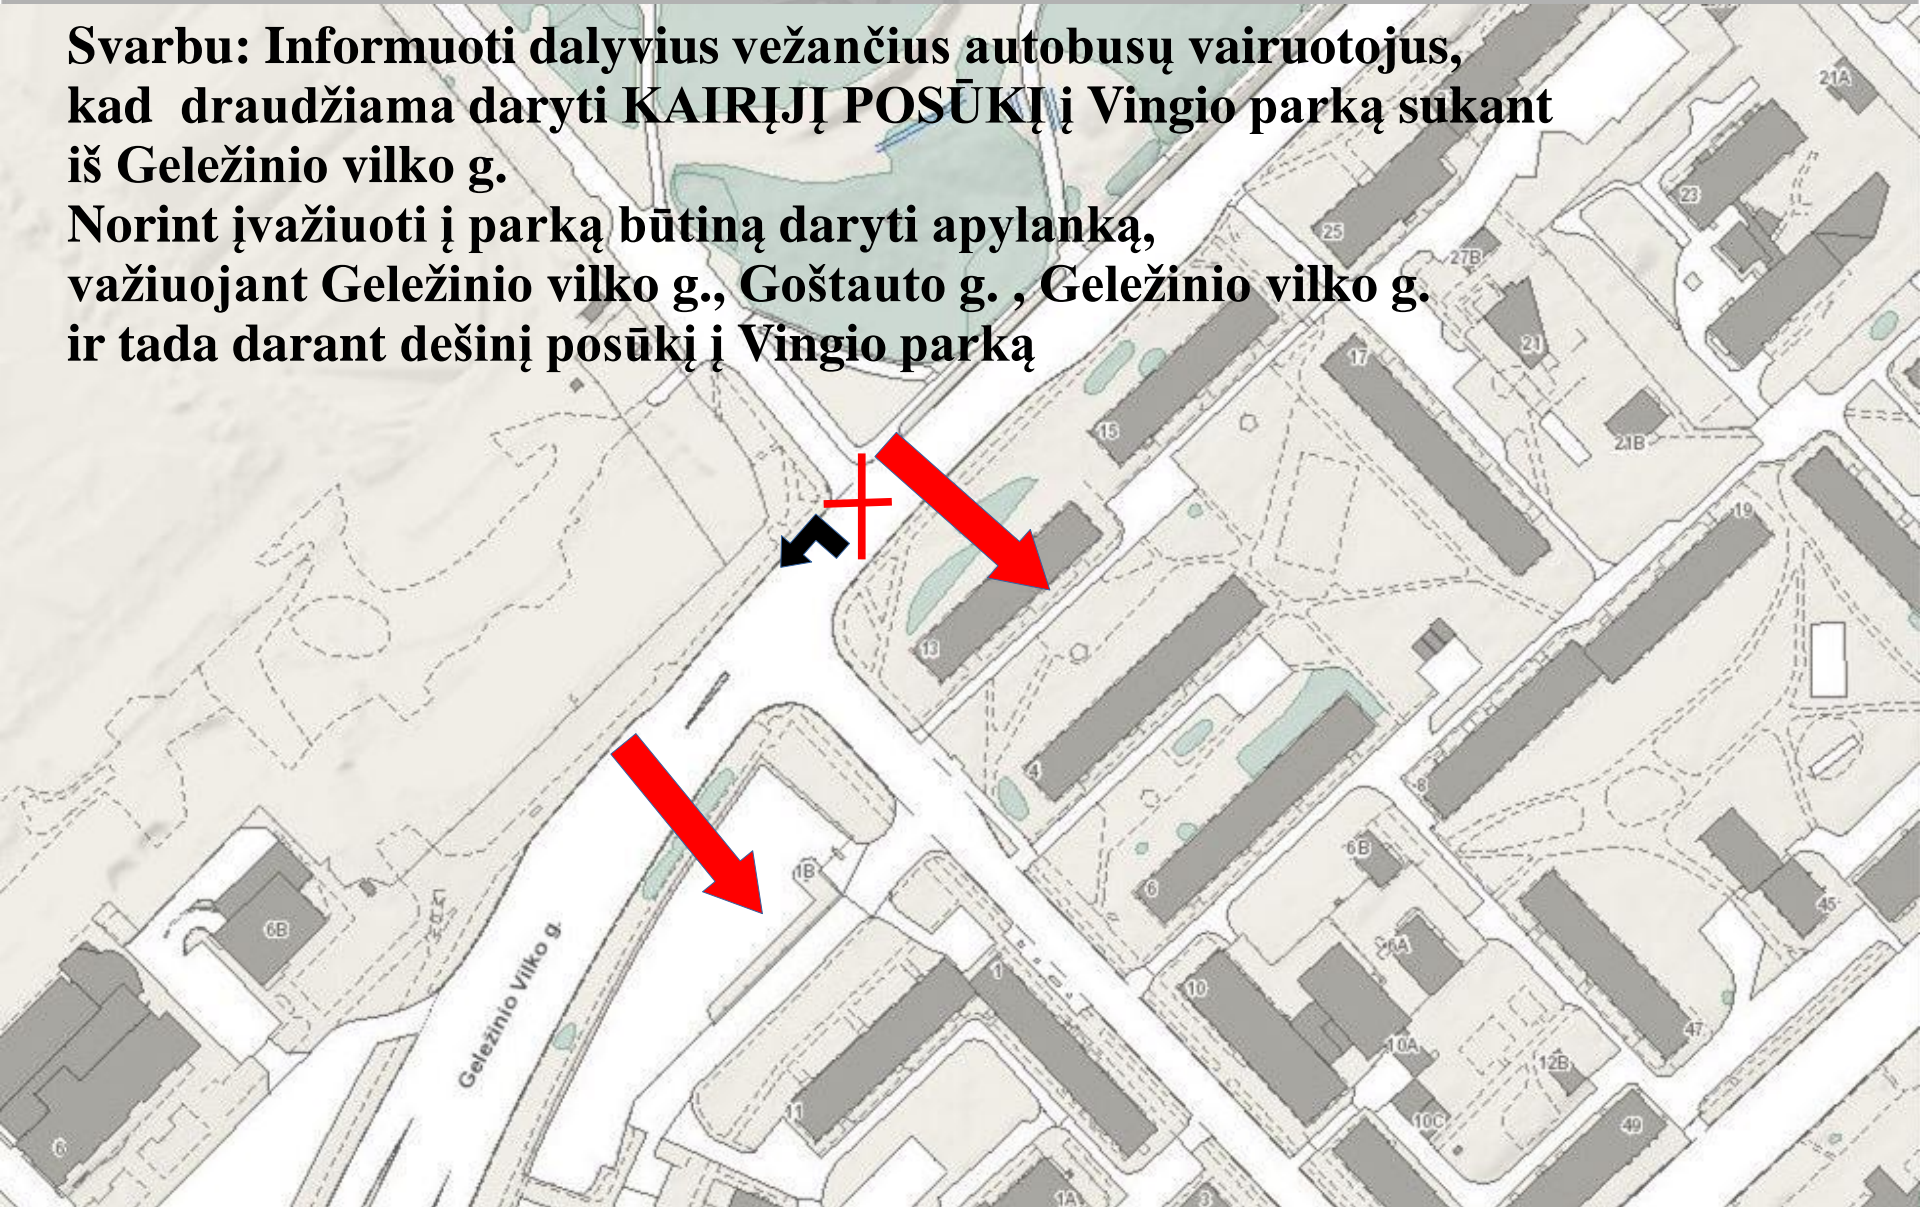 Svarbu: Informuoti dalyvius vežančius autobusų vairuotojus,
kad draudžiama daryti KAIRĮJĮ POSŪKĮ į Vingio parką sukant
iš Geležinio vilko g.
Norint įvažiuoti į parką būtiną daryti apylanką,
važiuojant Geležinio vilko g., Goštauto g. , Geležinio vilko g.
ir tada darant dešinį posūkį į Vingio parką
21A
23
25
27B
21
17
15
21B
19
13
4
8
6B
1B
6
45
6B
6A
Geležinio Vilko g.
1
10
47
10A
12B
11
10C
49
6
1A
3